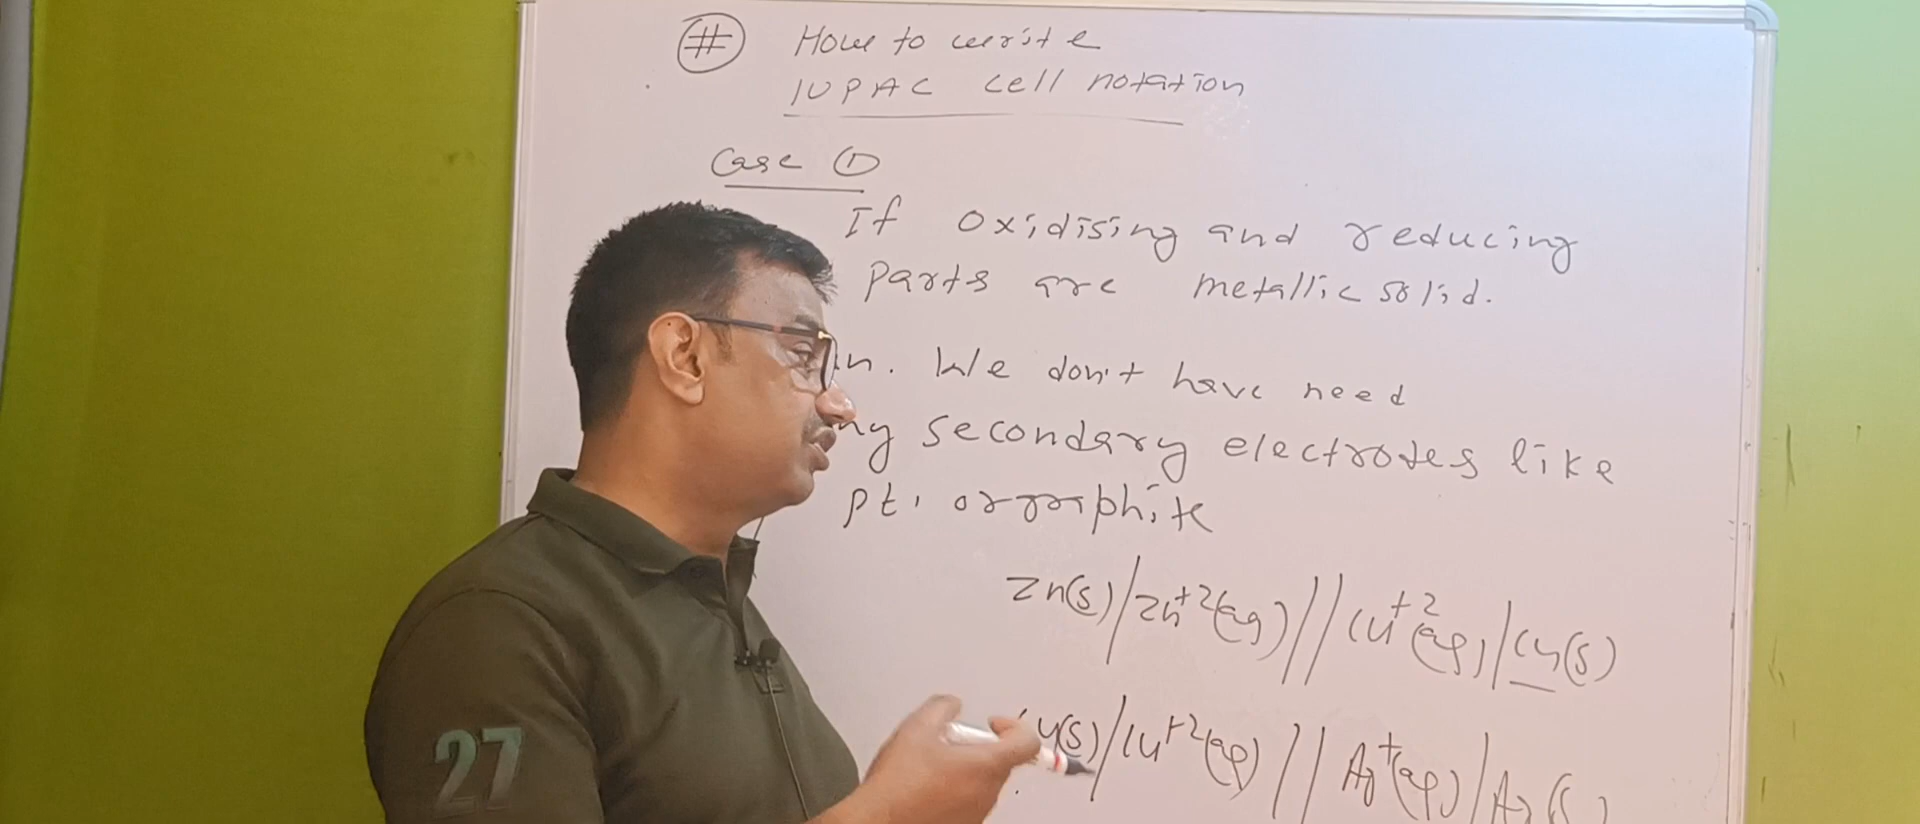 # How to write
IUPAC cell notation
Case ①
If oxidising and reducing
parts are metallic solid.
We don't have need
secondary electrodes like
Pt, or graphite
Zn(s)/Zn+2(aq)//Cu+2(aq)/Cu(s)
(s)/Cu+2(aq)//Ag+(aq)/Ag(s)
27